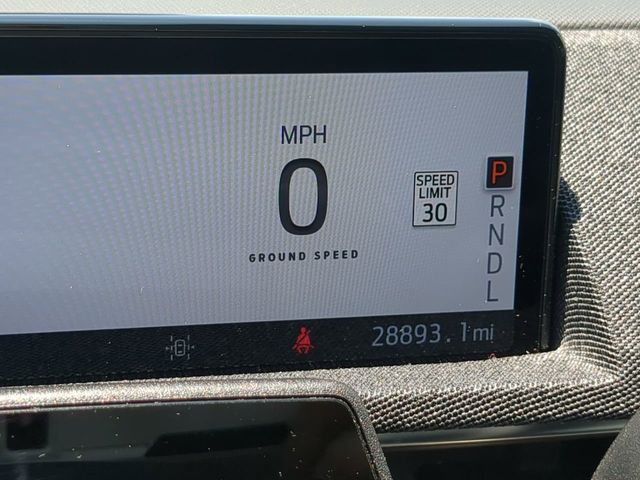 MPH
0
GROUND SPEED
SPEED
LIMIT
30
P
R
N
D
L
28893.1 mi